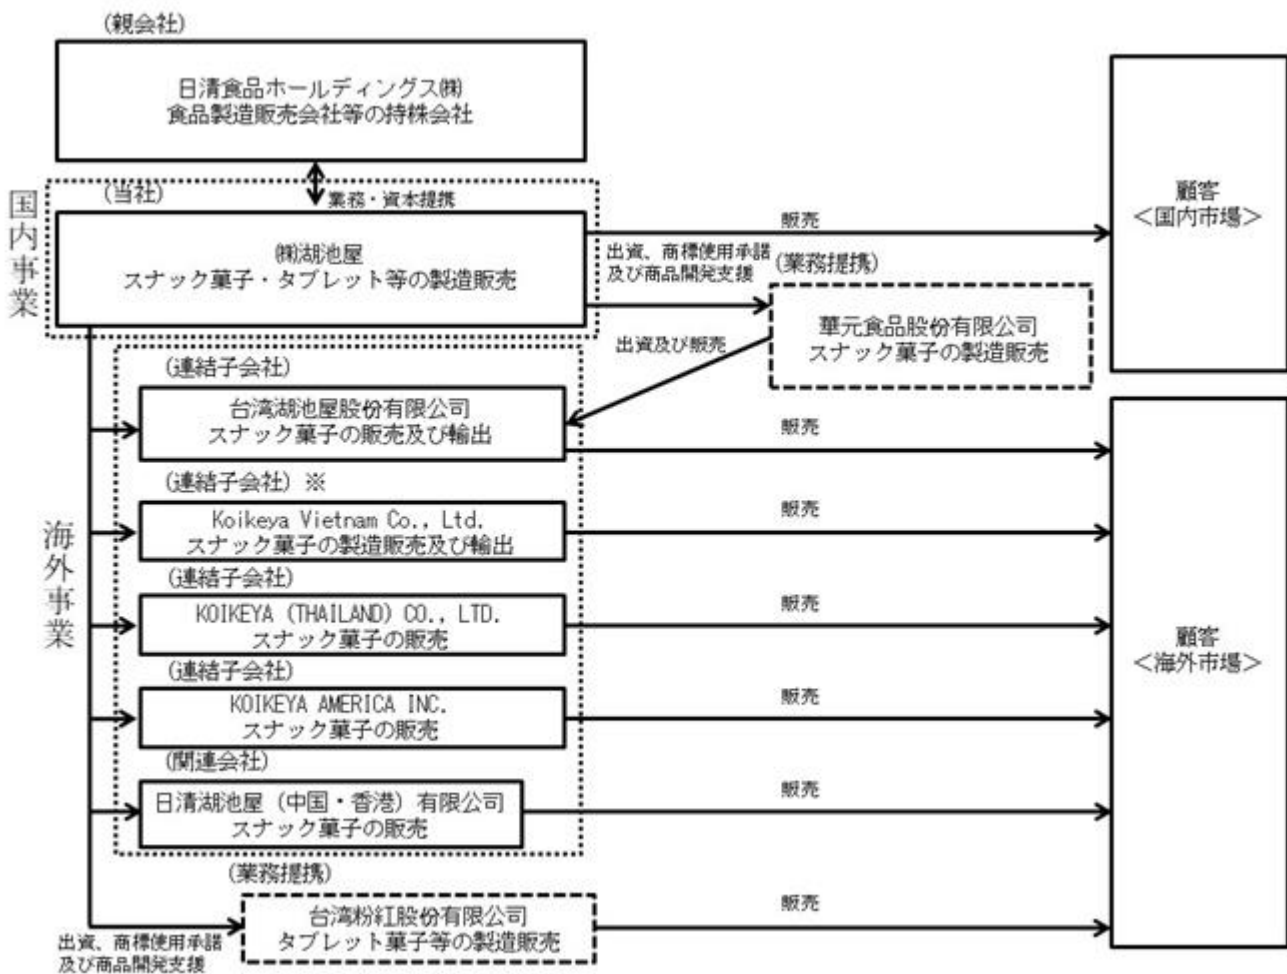 (親会社)
日清食品ホールディングス㈱
食品製造販売会社等の持株会社
業務・資本提携
国内事業
(当社)
㈱湖池屋
スナック菓子・タブレット等の製造販売
販売
顧客
＜国内市場＞
出資、商標使用承諾
及び商品開発支援
(業務提携)
華元食品股份有限公司
スナック菓子の製造販売
出資及び販売
海外事業
(連結子会社)
台湾湖池屋股份有限公司
スナック菓子の販売及び輸出
販売
(連結子会社) ※
Koikeya Vietnam Co., Ltd.
スナック菓子の製造販売及び輸出
販売
(連結子会社)
KOIKEYA (THAILAND) CO., LTD.
スナック菓子の販売
販売
顧客
＜海外市場＞
(連結子会社)
KOIKEYA AMERICA INC.
スナック菓子の販売
販売
(関連会社)
日清湖池屋（中国・香港）有限公司
スナック菓子の販売
販売
(業務提携)
台湾粉紅股份有限公司
タブレット菓子等の製造販売
販売
出資、商標使用承諾
及び商品開発支援